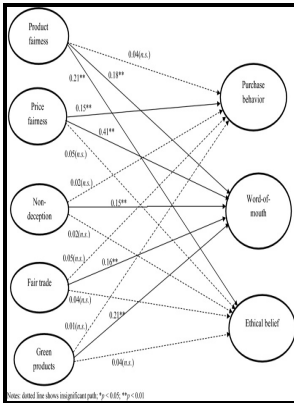 Product
fairness
0.04(n.s.)
0.18**
0.21**
Purchase
behavior
Price
fairness
0.15**
0.41**
0.05(n.s.)
0.02(n.s.)
Non-
deception
0.15**
Word-of-
mouth
0.02(n.s.)
0.05(n.s.)
0.16**
Fair trade
0.04(n.s.)
0.21**
Ethical belief
0.01(n.s.)
Green
products
0.04(n.s.)
Notes: dotted line shows insignificant path; *p < 0.05; **p < 0.01